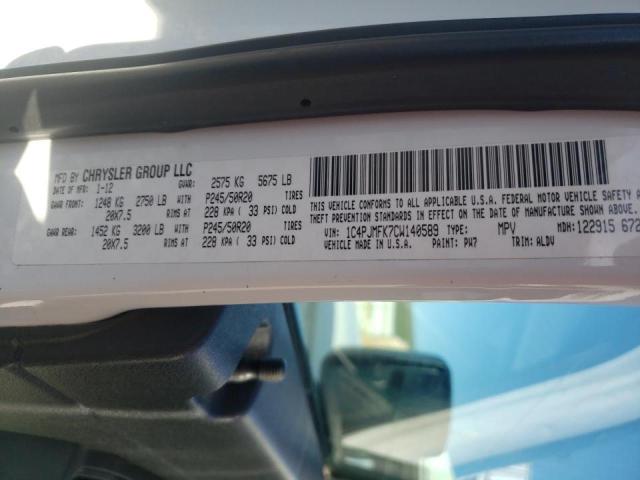 MFD BY CHRYSLER GROUP LLC
DATE OF MFR: 1-12 GVWR: 2575 KG 5675 LB
GAWR FRONT: 1248 KG 2750 LB WITH P245/50R20 TIRES
20X7.5 RIMS AT 228 KPA ( 33 PSI) COLD
GAWR REAR: 1452 KG 3200 LB WITH P245/50R20 TIRES
20X7.5 RIMS AT 228 KPA ( 33 PSI) COLD
THIS VEHICLE CONFORMS TO ALL APPLICABLE U.S.A. FEDERAL MOTOR VEHICLE SAFETY
THEFT PREVENTION STANDARDS IN EFFECT ON THE DATE OF MANUFACTURE SHOWN
VIN: 1C4PJMFK7CW140589 TYPE: MPV MDH: 122915 672
VEHICLE MADE IN U.S.A. PAINT: PW7 TRIM: ALDV